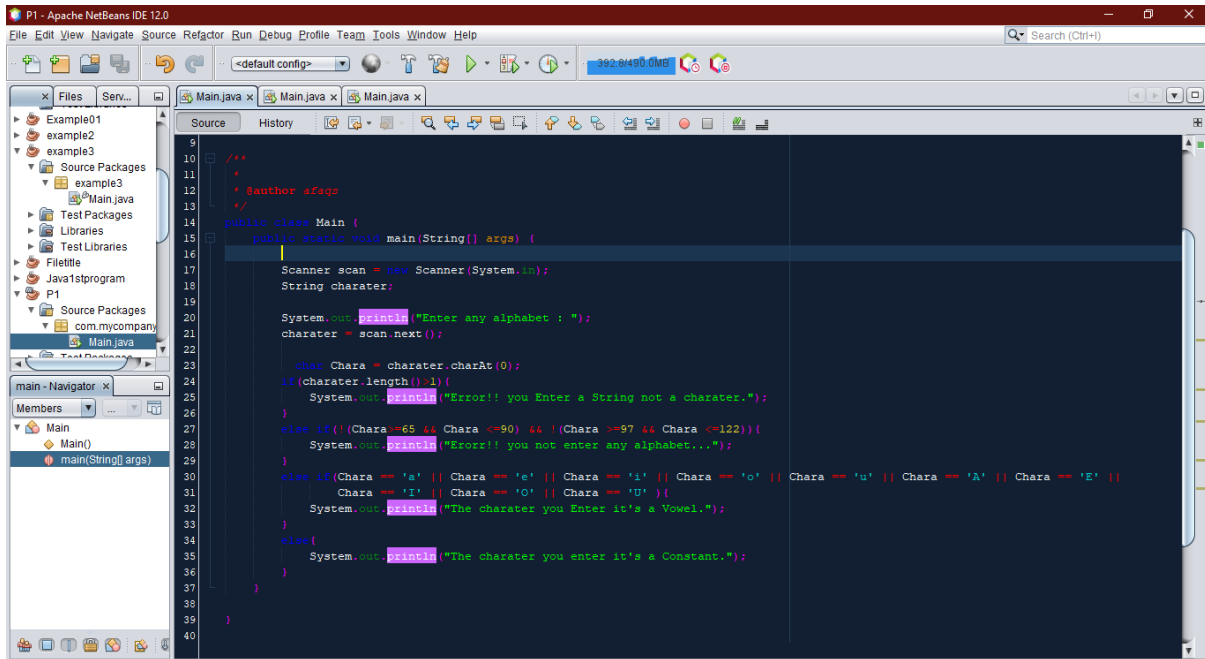 P1 - Apache NetBeans IDE 12.0
File Edit View Navigate Source Refactor Run Debug Profile Team Tools Window Help
Search (Ctrl+I)
<default config>
392.8/490.0MB
Files Serv...
Main.java x Main.java x Main.java x
Source History
Example01
example2
example3
Source Packages
example3
Main.java
Test Packages
Libraries
Test Libraries
Filetitle
Java1stprogram
P1
Source Packages
com.mycompany
Main.java
main - Navigator x
Members
...
Main
Main()
main(String[] args)
9
10 /**
11 *
12 * @author afaqs
13 */
14 public class Main {
15 public static void main(String[] args) {
16
17 Scanner scan = new Scanner(System.in);
18 String charater;
19
20 System.out.println("Enter any alphabet : ");
21 charater = scan.next();
22
23 char Chara = charater.charAt(0);
24 if(charater.length()>1){
25 System.out.println("Error!! you Enter a String not a charater.");
26 }
27 else if(!(Chara>=65 && Chara <=90) && !(Chara >=97 && Chara <=122)){
28 System.out.println("Erorr!! you not enter any alphabet...");
29 }
30 else if(Chara == 'a' || Chara == 'e' || Chara == 'i' || Chara == 'o' || Chara == 'u' || Chara == 'A' || Chara == 'E' ||
31 Chara == 'I' || Chara == 'O' || Chara == 'U' ){
32 System.out.println("The charater you Enter it's a Vowel.");
33 }
34 else{
35 System.out.println("The charater you enter it's a Constant.");
36 }
37 }
38
39 }
40